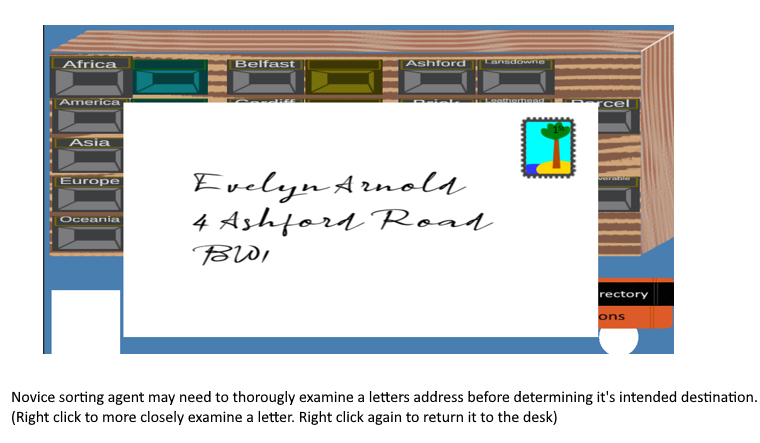 Africa Belfast Ashford Lansdowne
America Leatherhead
Asia
Europe
Oceania
Evelyn Arnold
4 Ashford Road
BW1
rectory
ons
Novice sorting agent may need to thorougly examine a letters address before determining it's intended destination.
(Right click to more closely examine a letter. Right click again to return it to the desk)